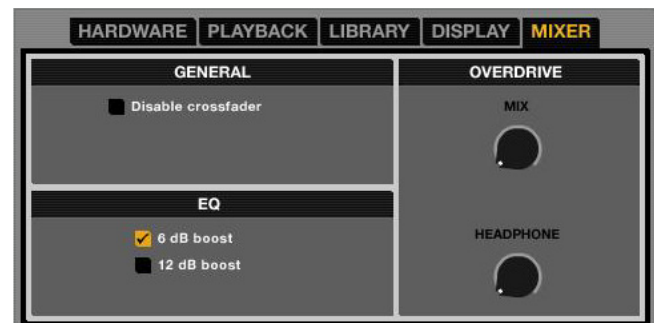 HARDWARE PLAYBACK LIBRARY DISPLAY MIXER
GENERAL
Disable crossfader
EQ
6 dB boost
12 dB boost
OVERDRIVE
MIX
HEADPHONE